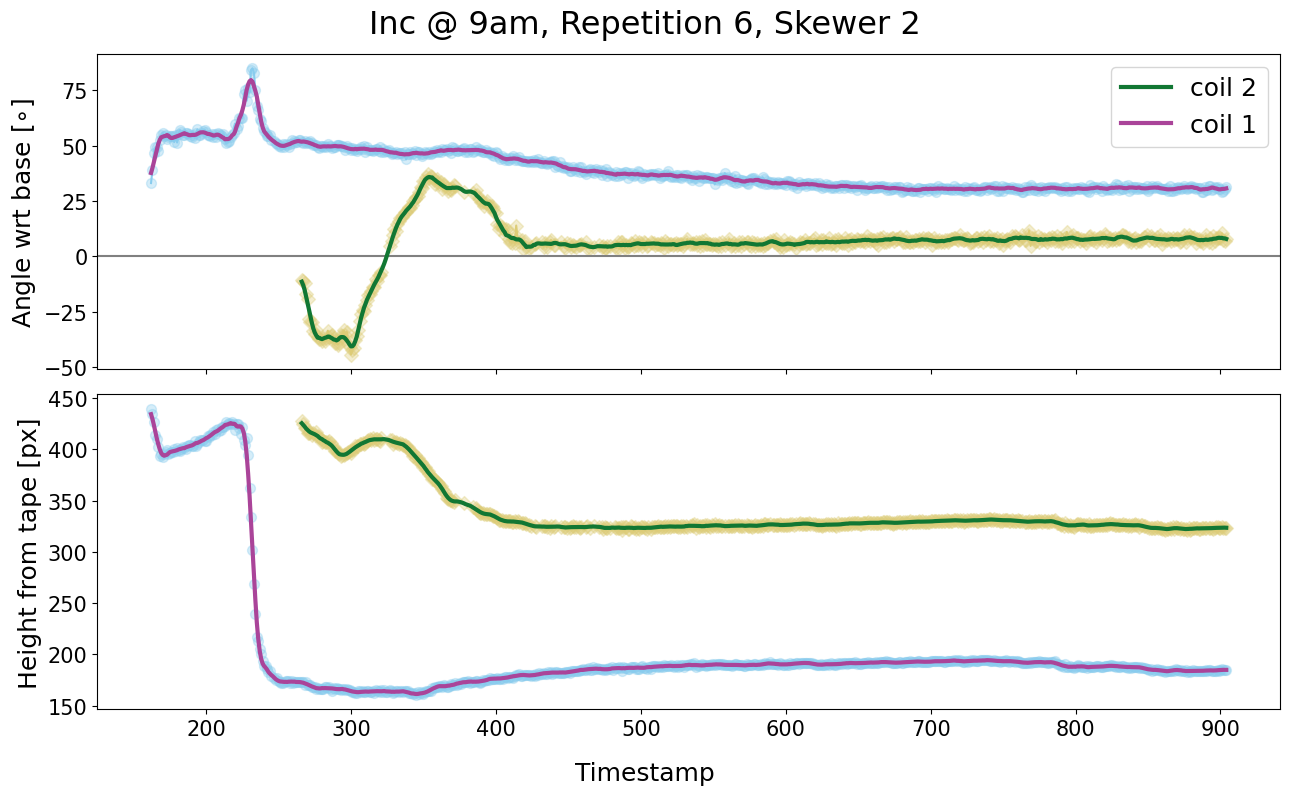 Inc @ 9am, Repetition 6, Skewer 2
Angle wrt base [∘]
75
50
25
0
−25
−50
coil 2
coil 1
Height from tape [px]
450
400
350
300
250
200
150
200 300 400 500 600 700 800 900
Timestamp